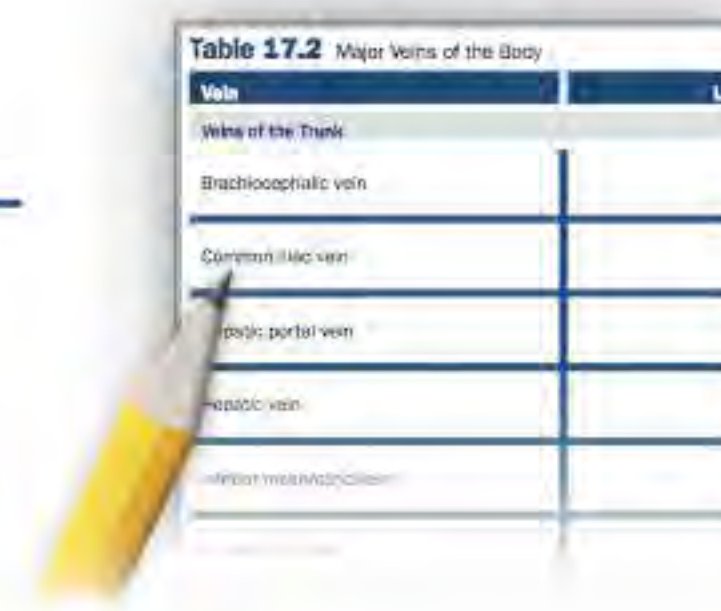 Table 17.2 Major Veins of the Body
Vein
Veins of the Trunk
Brachiocephalic vein
Common iliac vein
portal vein
vein